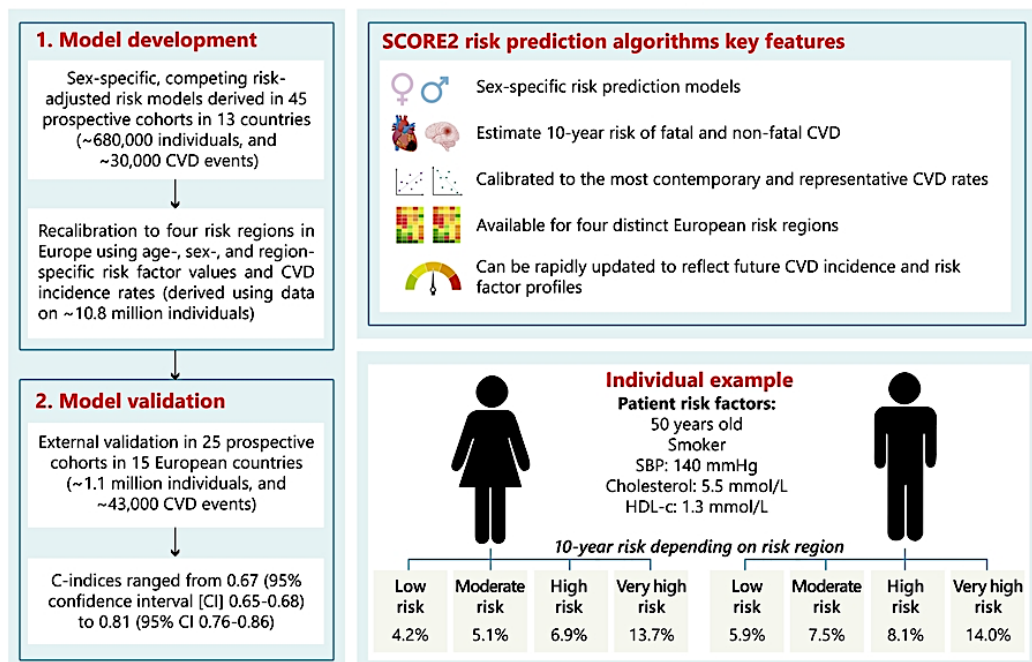 1. Model development
Sex-specific, competing risk-
adjusted risk models derived in 45
prospective cohorts in 13 countries
(~680,000 individuals, and
~30,000 CVD events)
Recalibration to four risk regions in
Europe using age-, sex-, and region-
specific risk factor values and CVD
incidence rates (derived using data
on ~10.8 million individuals)
2. Model validation
External validation in 25 prospective
cohorts in 15 European countries
(~1.1 million individuals, and
~43,000 CVD events)
C-indices ranged from 0.67 (95%
confidence interval [CI] 0.65-0.68)
to 0.81 (95% CI 0.76-0.86)
SCORE2 risk prediction algorithms key features
Sex-specific risk prediction models
Estimate 10-year risk of fatal and non-fatal CVD
Calibrated to the most contemporary and representative CVD rates
Available for four distinct European risk regions
Can be rapidly updated to reflect future CVD incidence and risk
factor profiles
Individual example
Patient risk factors:
50 years old
Smoker
SBP: 140 mmHg
Cholesterol: 5.5 mmol/L
HDL-c: 1.3 mmol/L
10-year risk depending on risk region
Low risk 4.2%
Moderate risk 5.1%
High risk 6.9%
Very high risk 13.7%
Low risk 5.9%
Moderate risk 7.5%
High risk 8.1%
Very high risk 14.0%